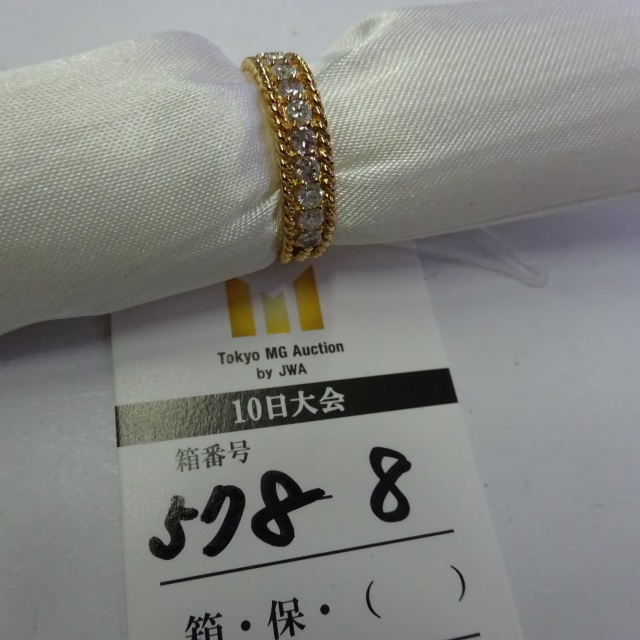 Tokyo MG Auction
by JWA
10日大会
箱番号
578 8
箱・保・（　　）